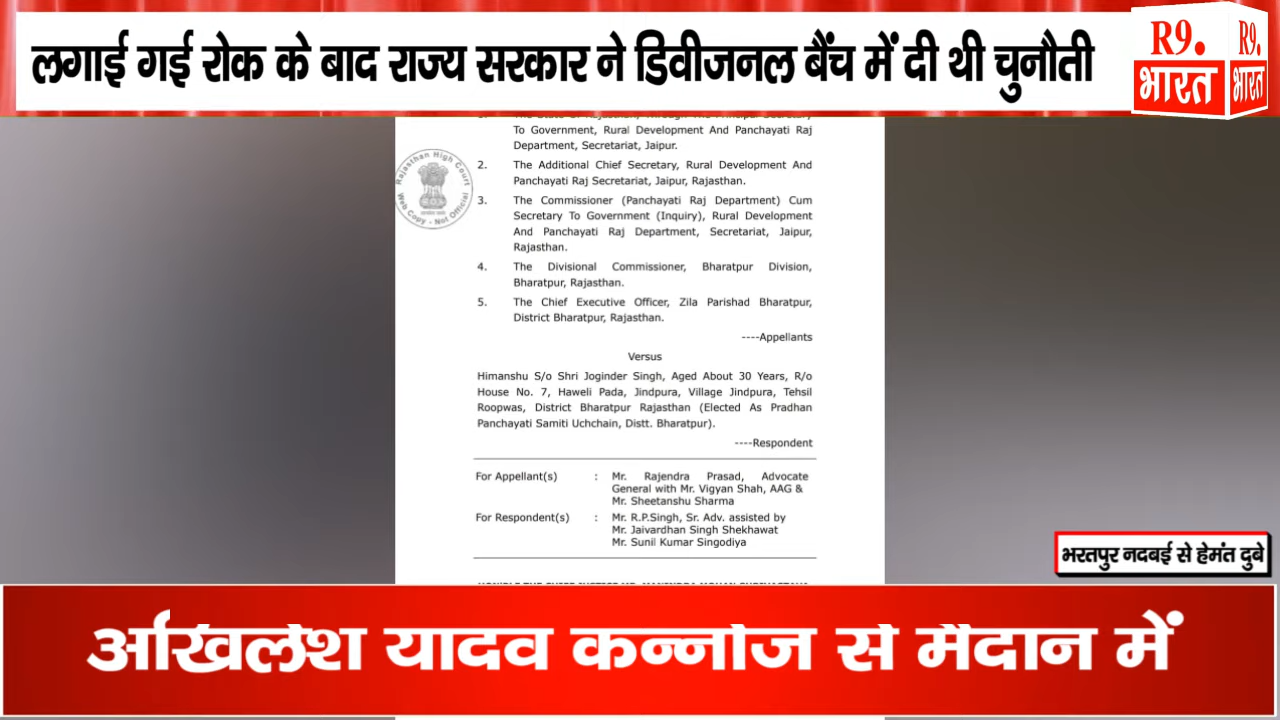 लगाई गई रोक के बाद राज्य सरकार ने डिवीजनल बैंच में दी थी चुनौती
R9.
भारत
R9.
भारत
To Government, Rural Development And Panchayati Raj
Department, Secretariat, Jaipur.
Rajasthan High Court
Web Copy - Not Official
2. The Additional Chief Secretary, Rural Development And
Panchayati Raj Secretariat, Jaipur, Rajasthan.
3. The Commissioner (Panchayati Raj Department) Cum
Secretary To Government (Inquiry), Rural Development
And Panchayati Raj Department, Secretariat, Jaipur,
Rajasthan.
4. The Divisional Commissioner, Bharatpur Division,
Bharatpur, Rajasthan.
5. The Chief Executive Officer, Zila Parishad Bharatpur,
District Bharatpur, Rajasthan.
----Appellants
Versus
Himanshu S/o Shri Joginder Singh, Aged About 30 Years, R/o
House No. 7, Haweli Pada, Jindpura, Village Jindpura, Tehsil
Roopwas, District Bharatpur Rajasthan (Elected As Pradhan
Panchayati Samiti Uchchain, Distt. Bharatpur).
----Respondent
For Appellant(s) : Mr. Rajendra Prasad, Advocate
General with Mr. Vigyan Shah, AAG &
Mr. Sheetanshu Sharma
For Respondent(s) : Mr. R.P.Singh, Sr. Adv. assisted by
Mr. Jaivardhan Singh Shekhawat
Mr. Sunil Kumar Singodiya
भरतपुर नदबई से हेमंत दुबे
अखिलेश यादव कन्नौज से मैदान में